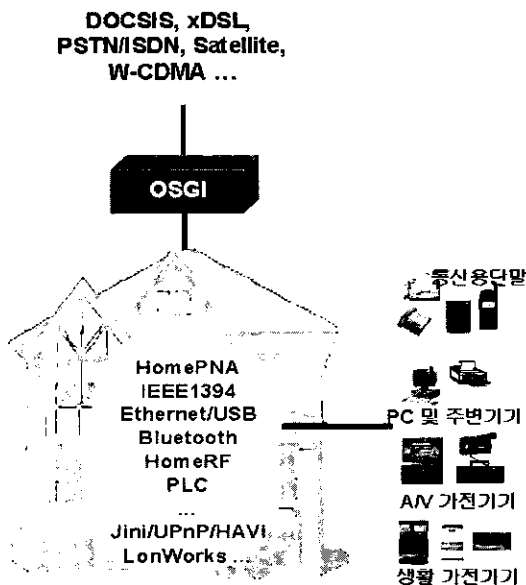 DOCSIS, xDSL,
PSTN/ISDN, Satellite,
W-CDMA ...
OSGI
HomePNA
IEEE1394
Ethernet/USB
Bluetooth
HomeRF
PLC
...
Jini/UPnP/HAVi
LonWorks ...
통신용단말
PC 및 주변기기
A/V 가전기기
생활 가전기기